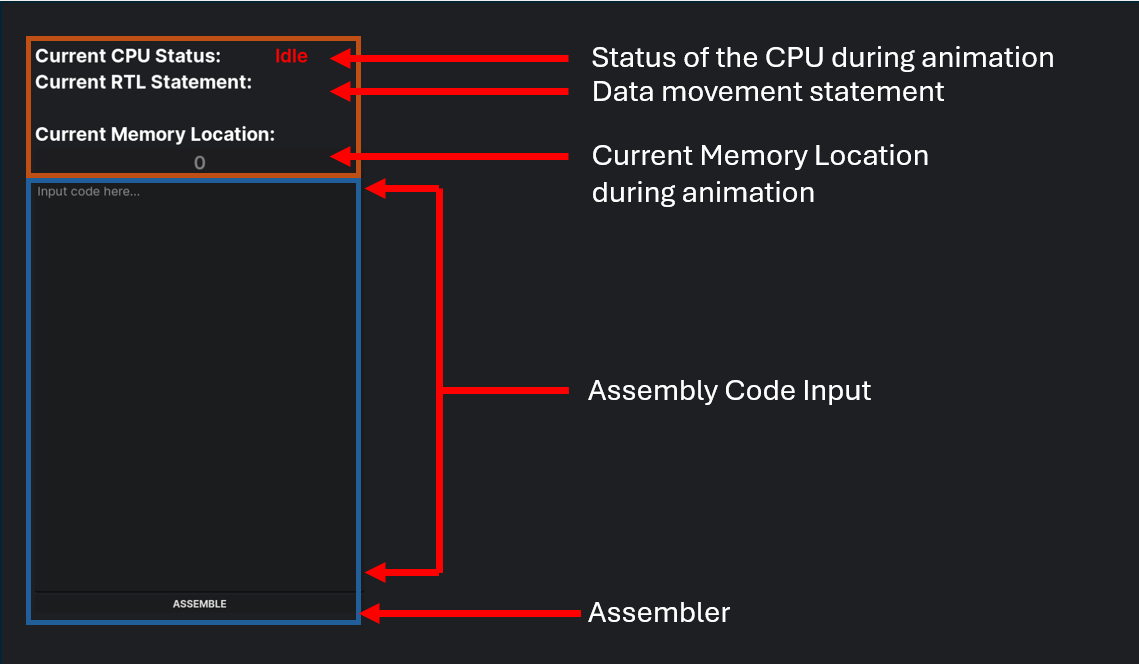 Current CPU Status: Idle
Status of the CPU during animation
Current RTL Statement:
Data movement statement
Current Memory Location:
0
Current Memory Location
during animation
Input code here...
Assembly Code Input
ASSEMBLE
Assembler